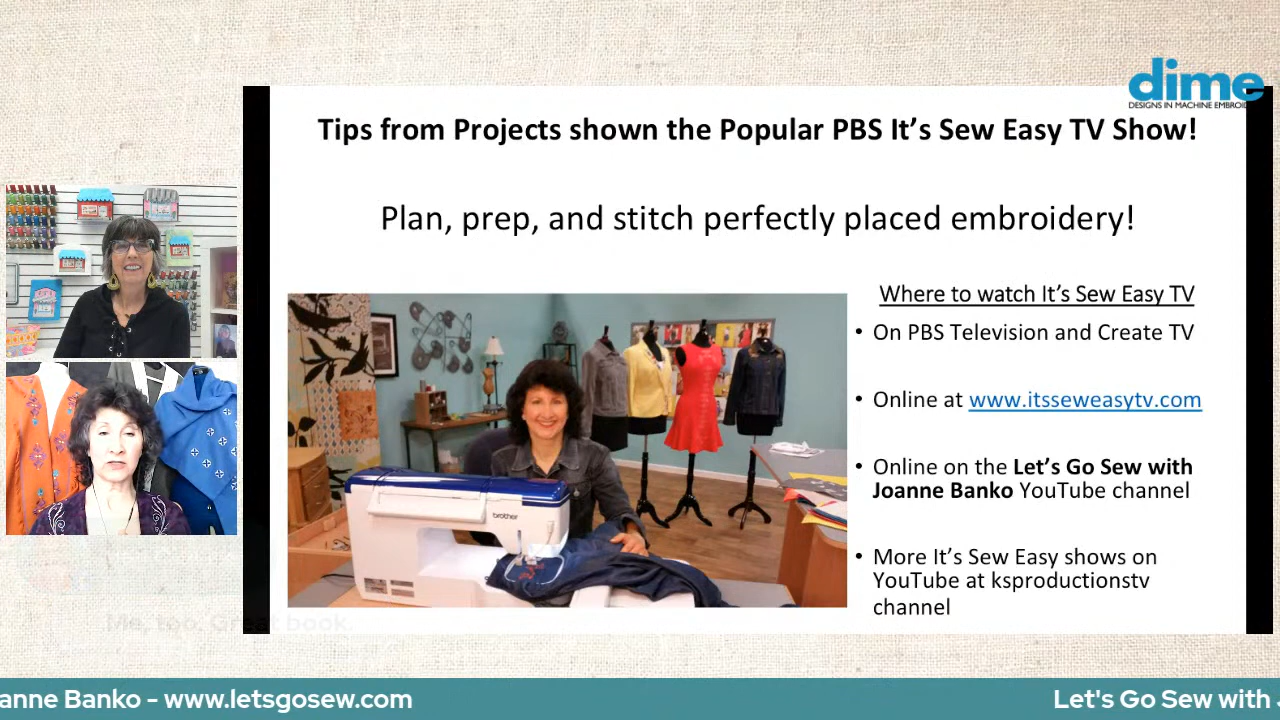 dime
DESIGNS IN MACHINE EMBROI
Tips from Projects shown the Popular PBS It’s Sew Easy TV Show!
Plan, prep, and stitch perfectly placed embroidery!
Where to watch It’s Sew Easy TV
• On PBS Television and Create TV
• Online at www.itsseweasytv.com
• Online on the Let’s Go Sew with
Joanne Banko YouTube channel
• More It’s Sew Easy shows on
YouTube at ksproductionstv
channel
brother
Me, too. Great book.
anne Banko - www.letsgosew.com
Let's Go Sew with